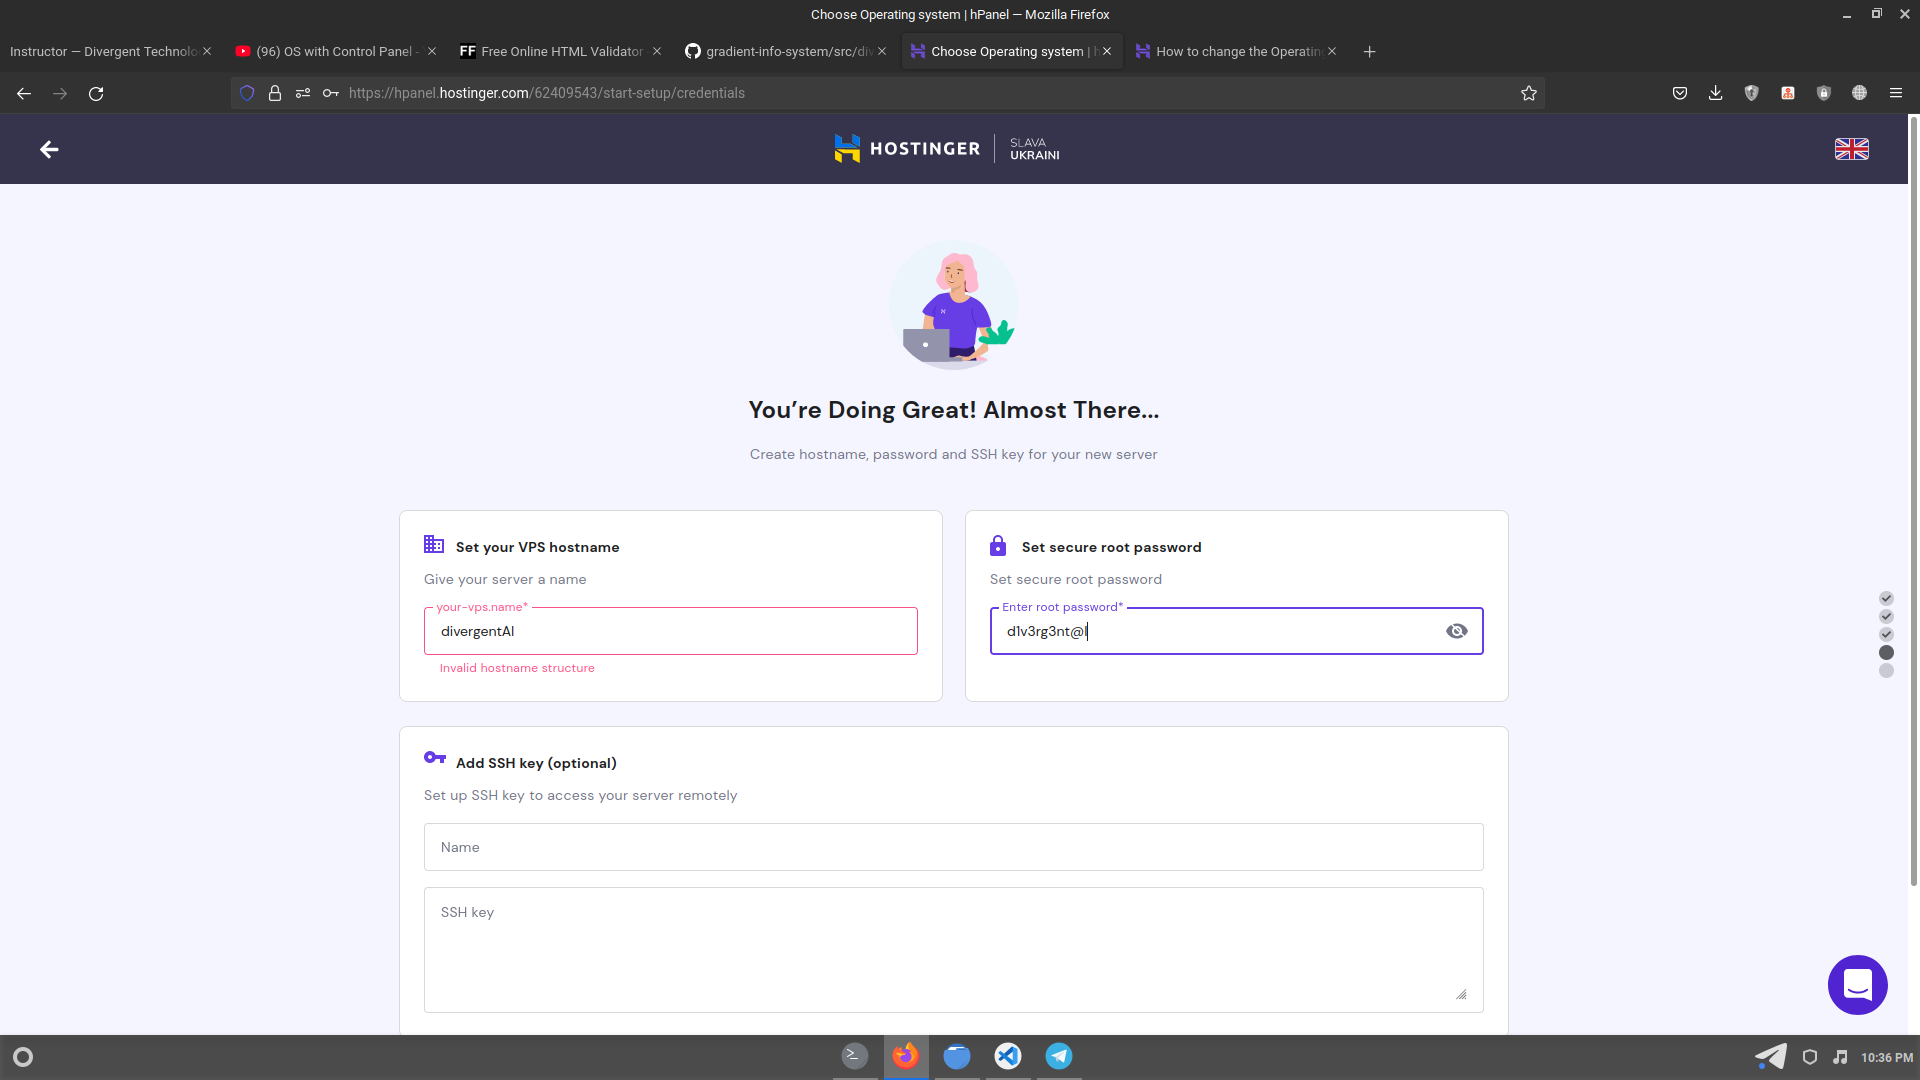 Choose Operating system | hPanel — Mozilla Firefox
Instructor — Divergent Technolo
(96) OS with Control Panel -
FF Free Online HTML Validator
gradient-info-system/src/di
Choose Operating system | h
How to change the Operatin
https://hpanel.hostinger.com/62409543/start-setup/credentials
HOSTINGER
SLAVA
UKRAINI
You’re Doing Great! Almost There...
Create hostname, password and SSH key for your new server
Set your VPS hostname
Give your server a name
your-vps.name*
divergentAI
Invalid hostname structure
Set secure root password
Set secure root password
Enter root password*
d1v3rg3nt@I
Add SSH key (optional)
Set up SSH key to access your server remotely
Name
SSH key
10:36 PM